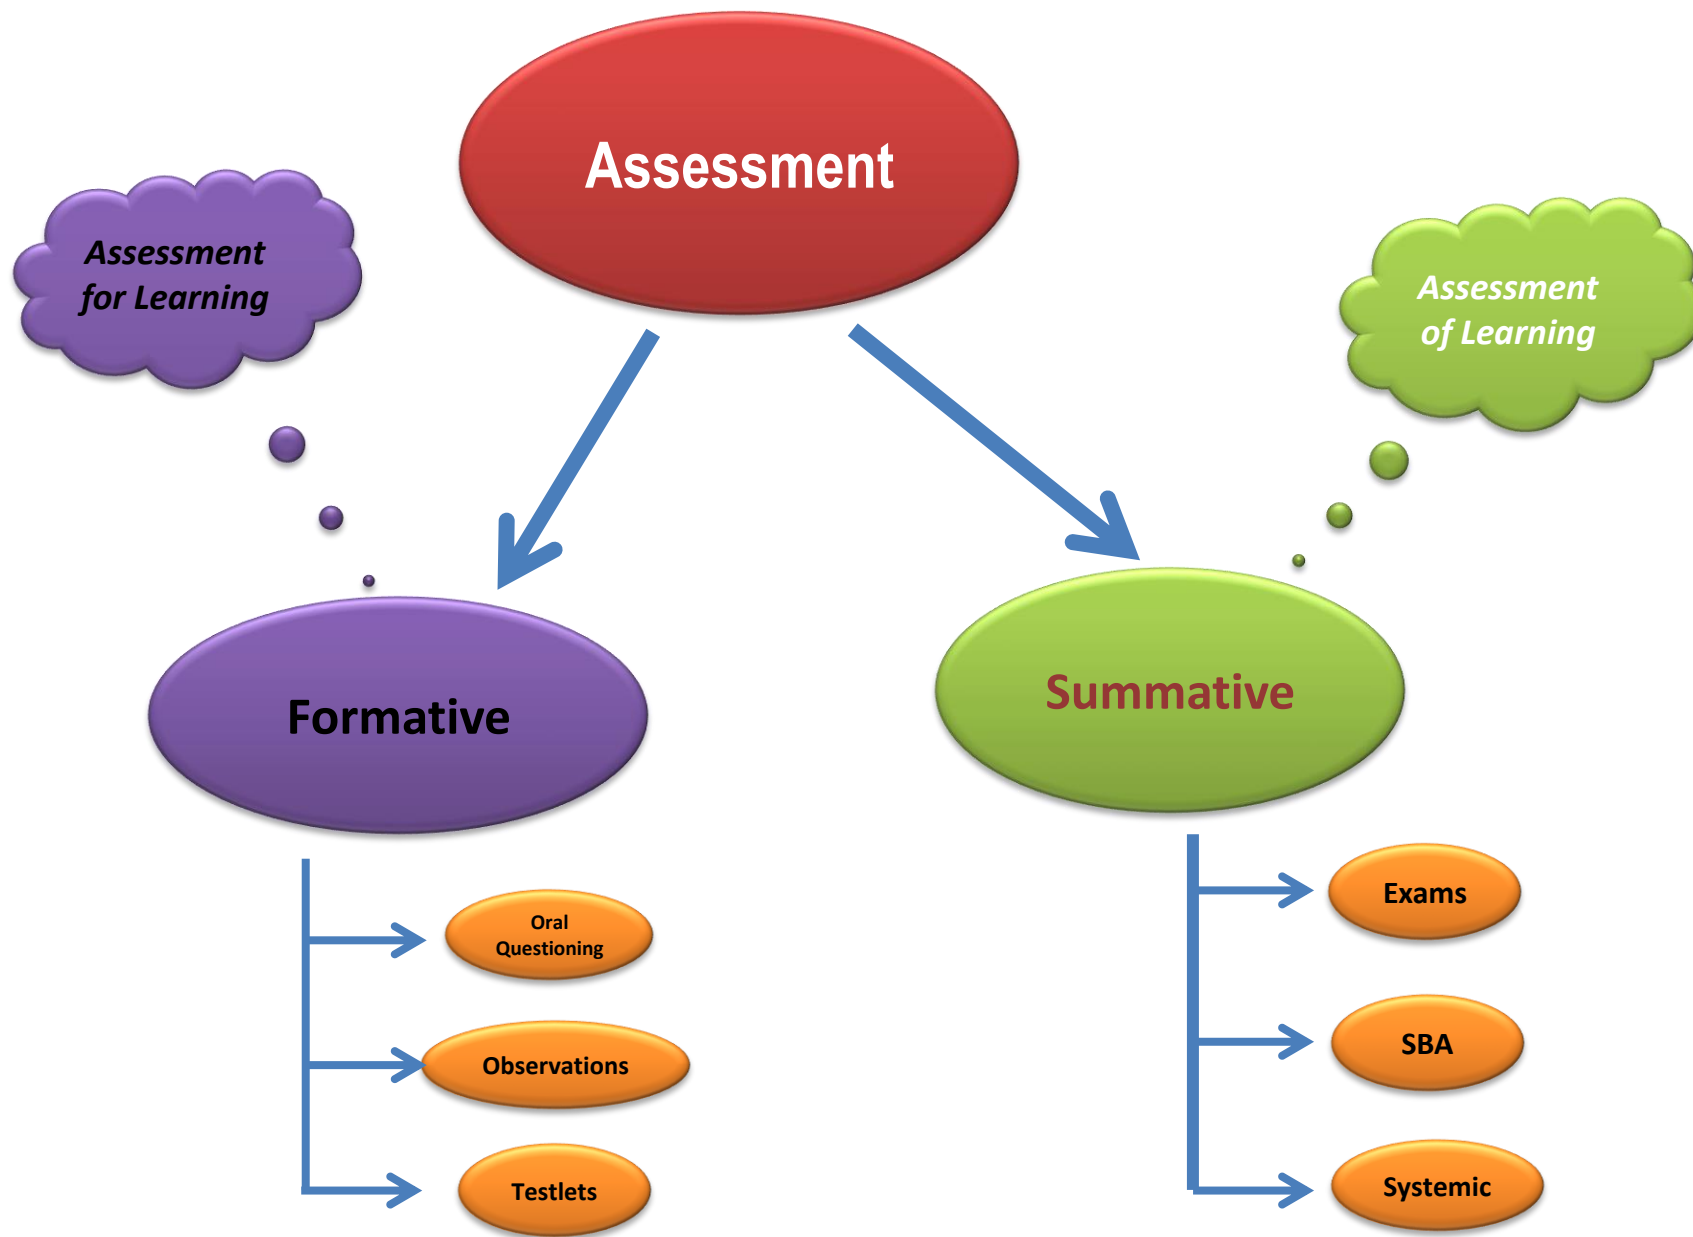 Assessment
Assessment
for Learning
Assessment
of Learning
Formative
Summative
Oral
Questioning
Observations
Testlets
Exams
SBA
Systemic